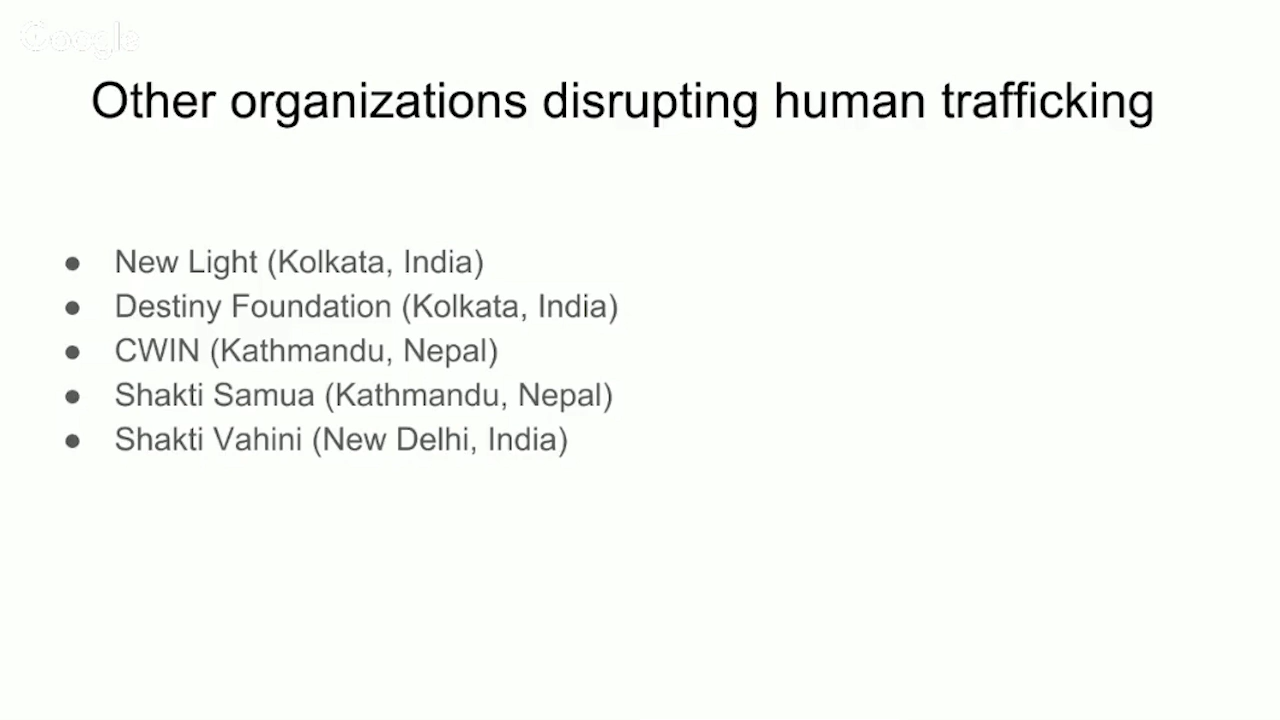 Google
Other organizations disrupting human trafficking
● New Light (Kolkata, India)
● Destiny Foundation (Kolkata, India)
● CWIN (Kathmandu, Nepal)
● Shakti Samua (Kathmandu, Nepal)
● Shakti Vahini (New Delhi, India)